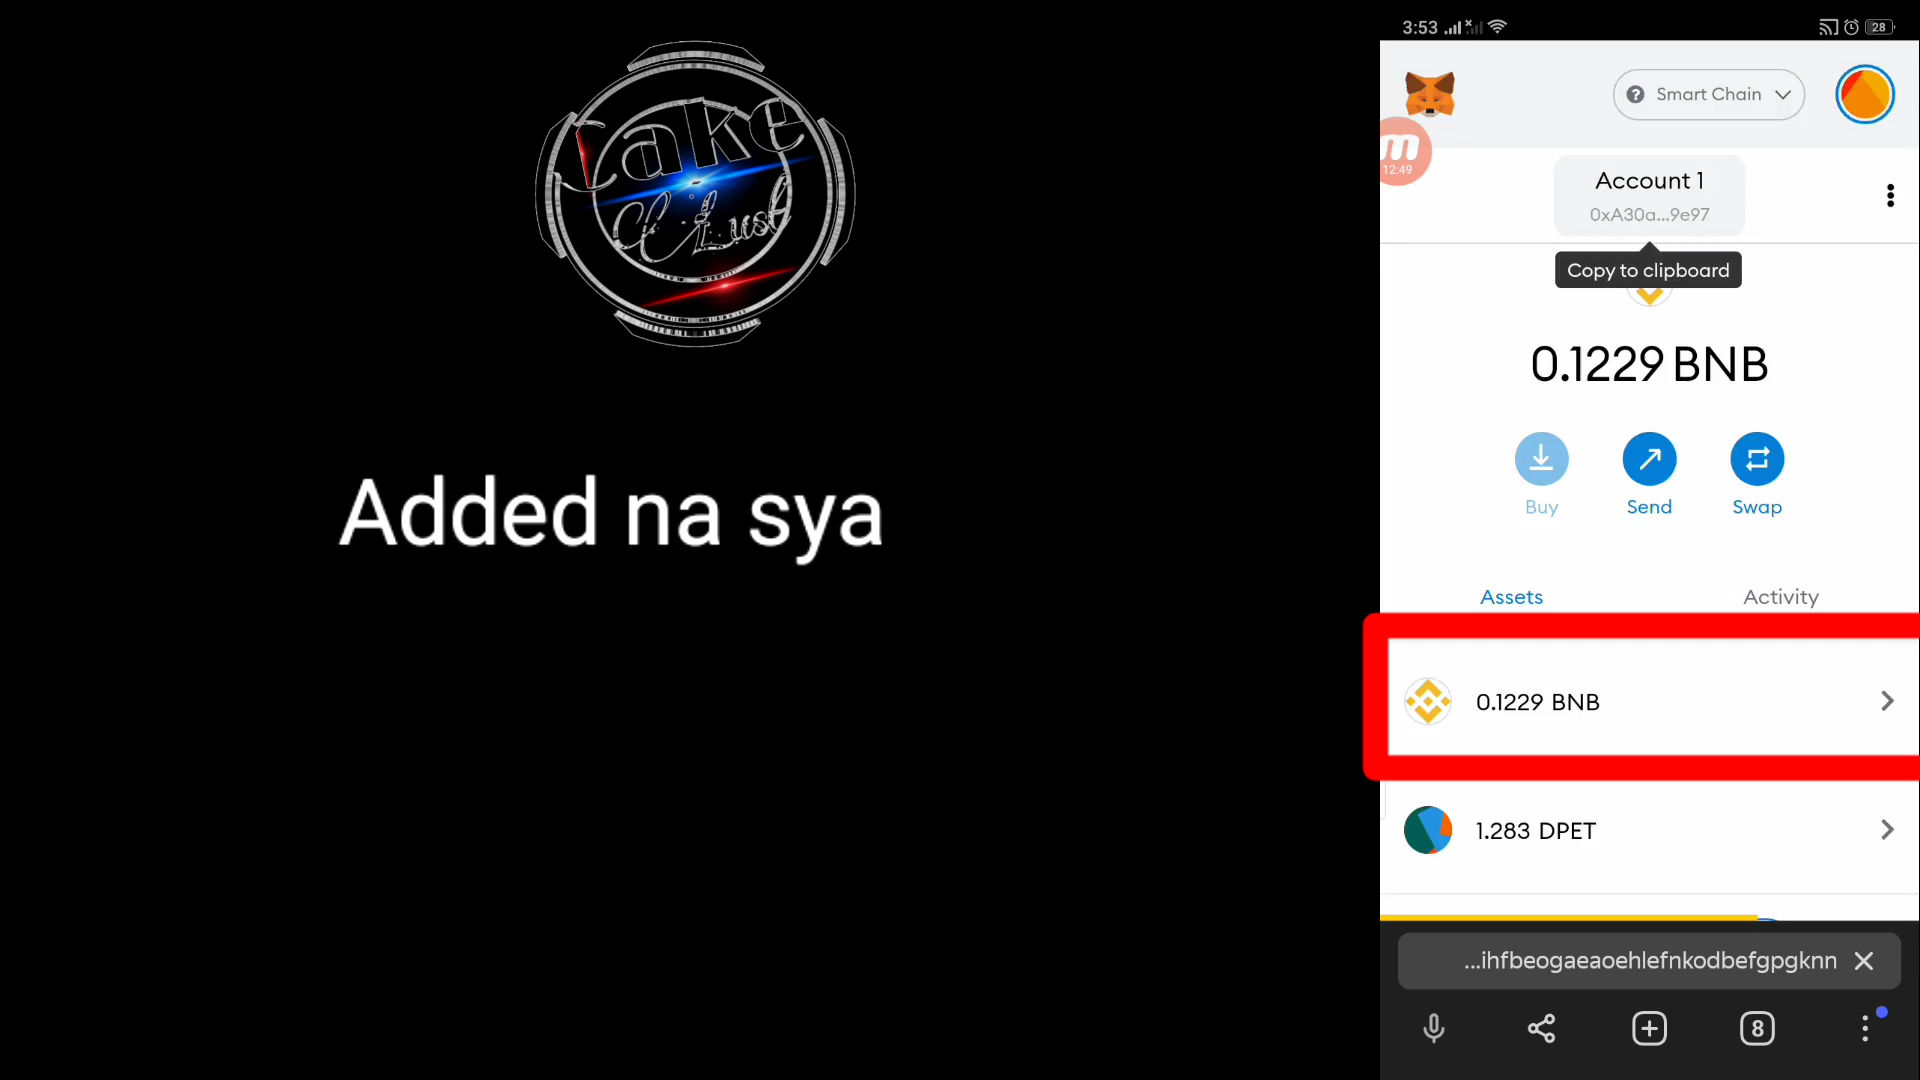 Cake
Lush
Added na sya
3:53
28
Smart Chain
m
12:49
Account 1
0xA30a...9e97
Copy to clipboard
0.1229 BNB
Buy
Send
Swap
Assets
Activity
0.1229 BNB
1.283 DPET
...ihfbeogaeaoehlefnkodbefgpgknn
8